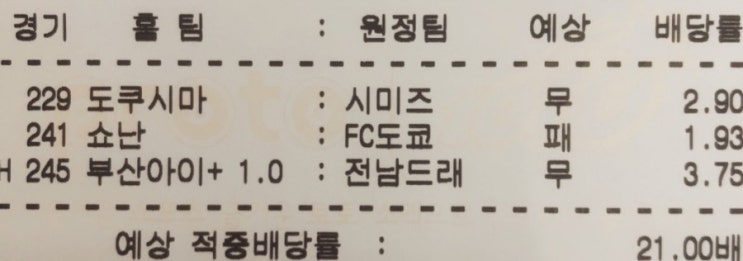 경기 홈 팀 : 원정팀 예상 배당률
229 도쿠시마 : 시미즈 무 2.90
241 쇼난 : FC도쿄 패 1.93
H 245 부산아이+ 1.0 : 전남드래 무 3.75
예상 적중배당률 : 21.00배